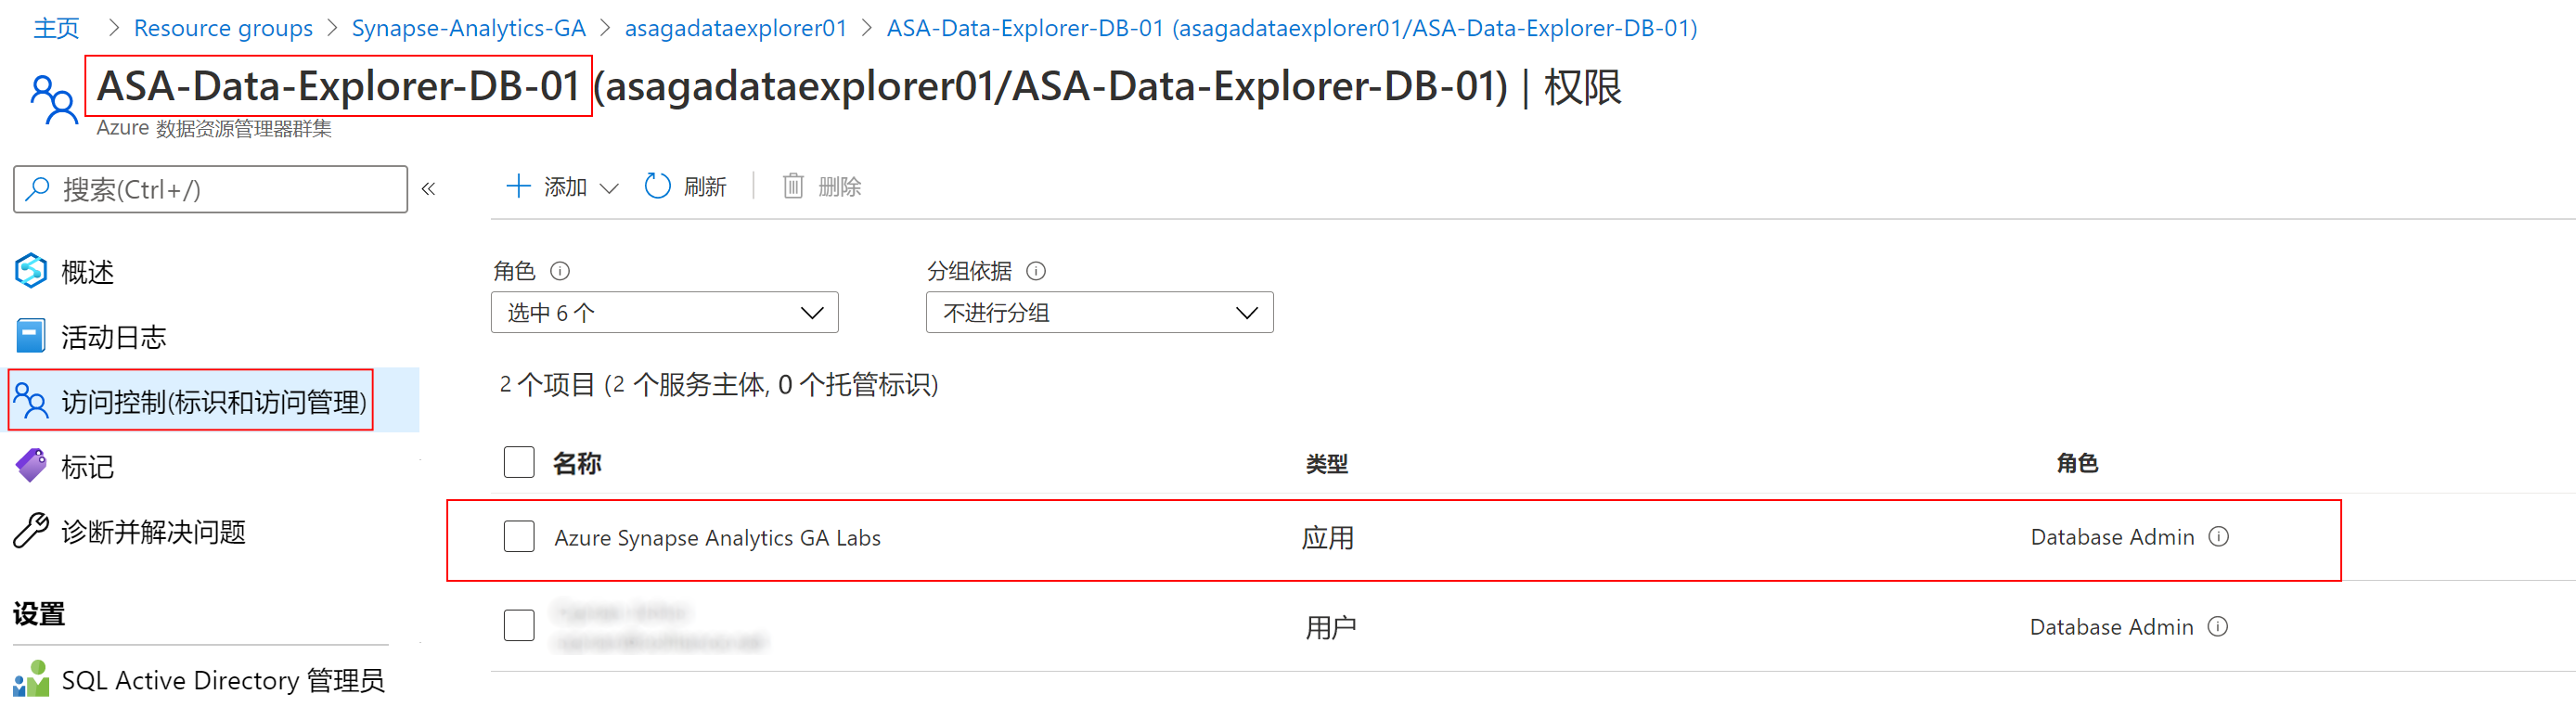 主页 > Resource groups > Synapse-Analytics-GA > asagadataexplorer01 > ASA-Data-Explorer-DB-01 (asagadataexplorer01/ASA-Data-Explorer-DB-01)
ASA-Data-Explorer-DB-01 (asagadataexplorer01/ASA-Data-Explorer-DB-01) | 权限
Azure 数据资源管理器群集
搜索(Ctrl+/)
«
概述
活动日志
访问控制(标识和访问管理)
标记
诊断并解决问题
设置
SQL Active Directory 管理员
添加 刷新 删除
角色 分组依据
选中 6 个 不进行分组
2 个项目 (2 个服务主体, 0 个托管标识)
名称 类型 角色
Azure Synapse Analytics GA Labs 应用 Database Admin
用户 Database Admin